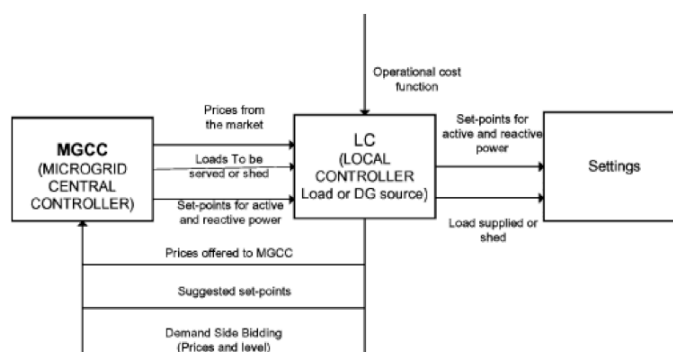 Operational cost
function
Prices from
the market
Set-points for
active and reactive
power
MGCC
(MICROGRID
CENTRAL
CONTROLLER)
LC
(LOCAL
CONTROLLER
Load or DG source)
Loads To be
served or shed
Settings
Set-points for active
and reactive power
Load supplied or
shed
Prices offered to MGCC
Suggested set-points
Demand Side Bidding
(Prices and level)